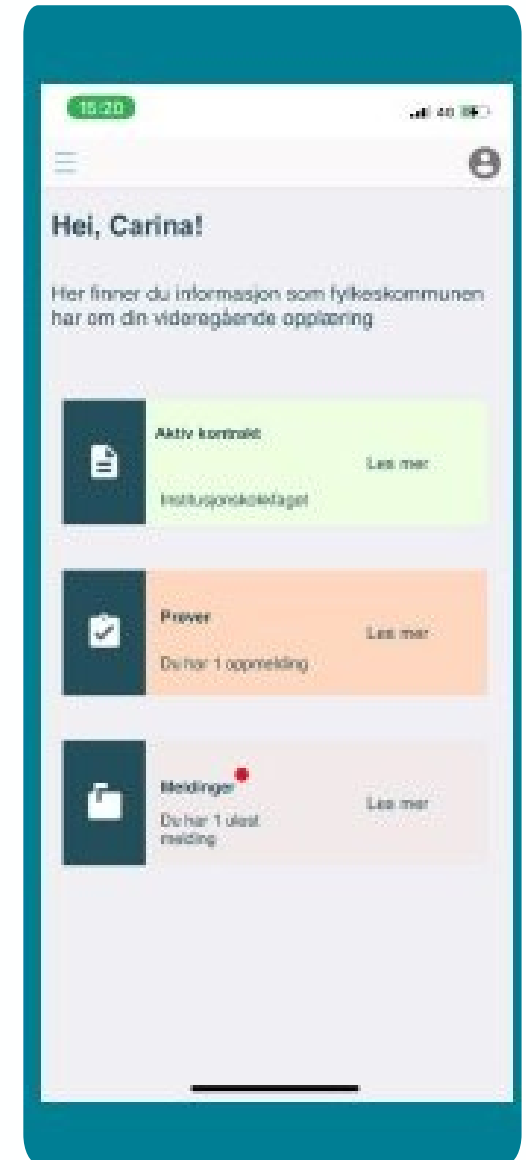 15:20
4G
Hei, Carina!
Her finner du informasjon som fylkeskommunen
har om din videregående opplæring
Aktiv kontrakt
Les mer
Institusjonskokkfaget
Prøver
Les mer
Du har 1 oppmelding
Meldinger
Les mer
Du har 1 ulest
melding